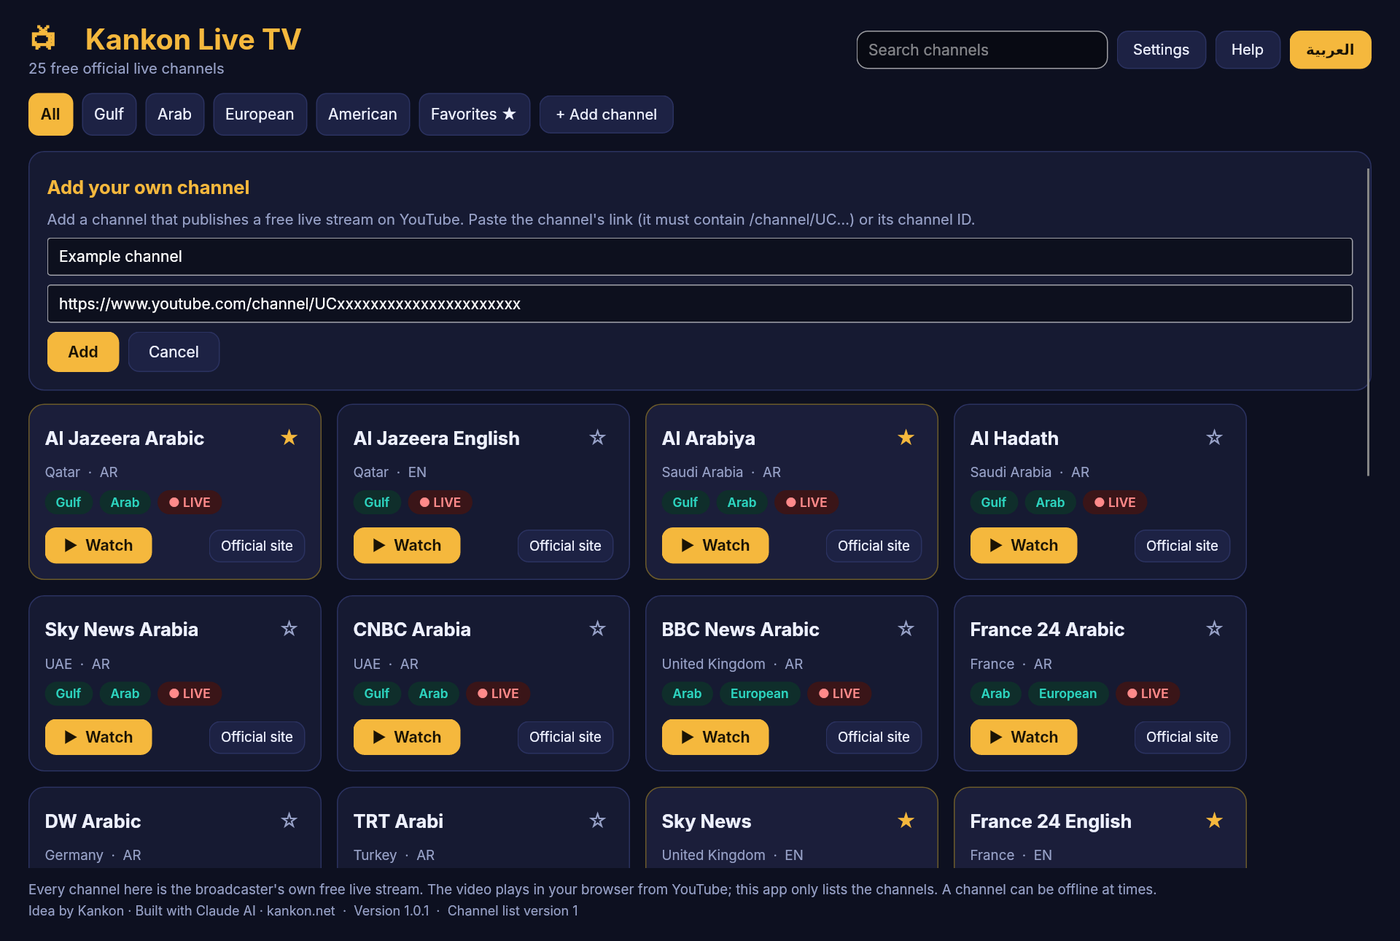 Kankon Live TV
25 free official live channels
Search channels
Settings
Help
العربية
All
Gulf
Arab
European
American
Favorites ★
+ Add channel
Add your own channel
Add a channel that publishes a free live stream on YouTube. Paste the channel's link (it must contain /channel/UC...) or its channel ID.
Example channel
https://www.youtube.com/channel/UCxxxxxxxxxxxxxxxxxxxxxx
Add
Cancel
Al Jazeera Arabic ★
Qatar · AR
Gulf Arab ● LIVE
▶ Watch Official site
Al Jazeera English ☆
Qatar · EN
Gulf ● LIVE
▶ Watch Official site
Al Arabiya ★
Saudi Arabia · AR
Gulf Arab ● LIVE
▶ Watch Official site
Al Hadath ☆
Saudi Arabia · AR
Gulf Arab ● LIVE
▶ Watch Official site
Sky News Arabia ☆
UAE · AR
Gulf Arab ● LIVE
▶ Watch Official site
CNBC Arabia ☆
UAE · AR
Gulf Arab ● LIVE
▶ Watch Official site
BBC News Arabic ☆
United Kingdom · AR
Arab European ● LIVE
▶ Watch Official site
France 24 Arabic ☆
France · AR
Arab European ● LIVE
▶ Watch Official site
DW Arabic ☆
Germany · AR
TRT Arabi ☆
Turkey · AR
Sky News ★
United Kingdom · EN
France 24 English ★
France · EN
Every channel here is the broadcaster's own free live stream. The video plays in your browser from YouTube; this app only lists the channels. A channel can be offline at times.
Idea by Kankon · Built with Claude AI · kankon.net · Version 1.0.1 · Channel list version 1